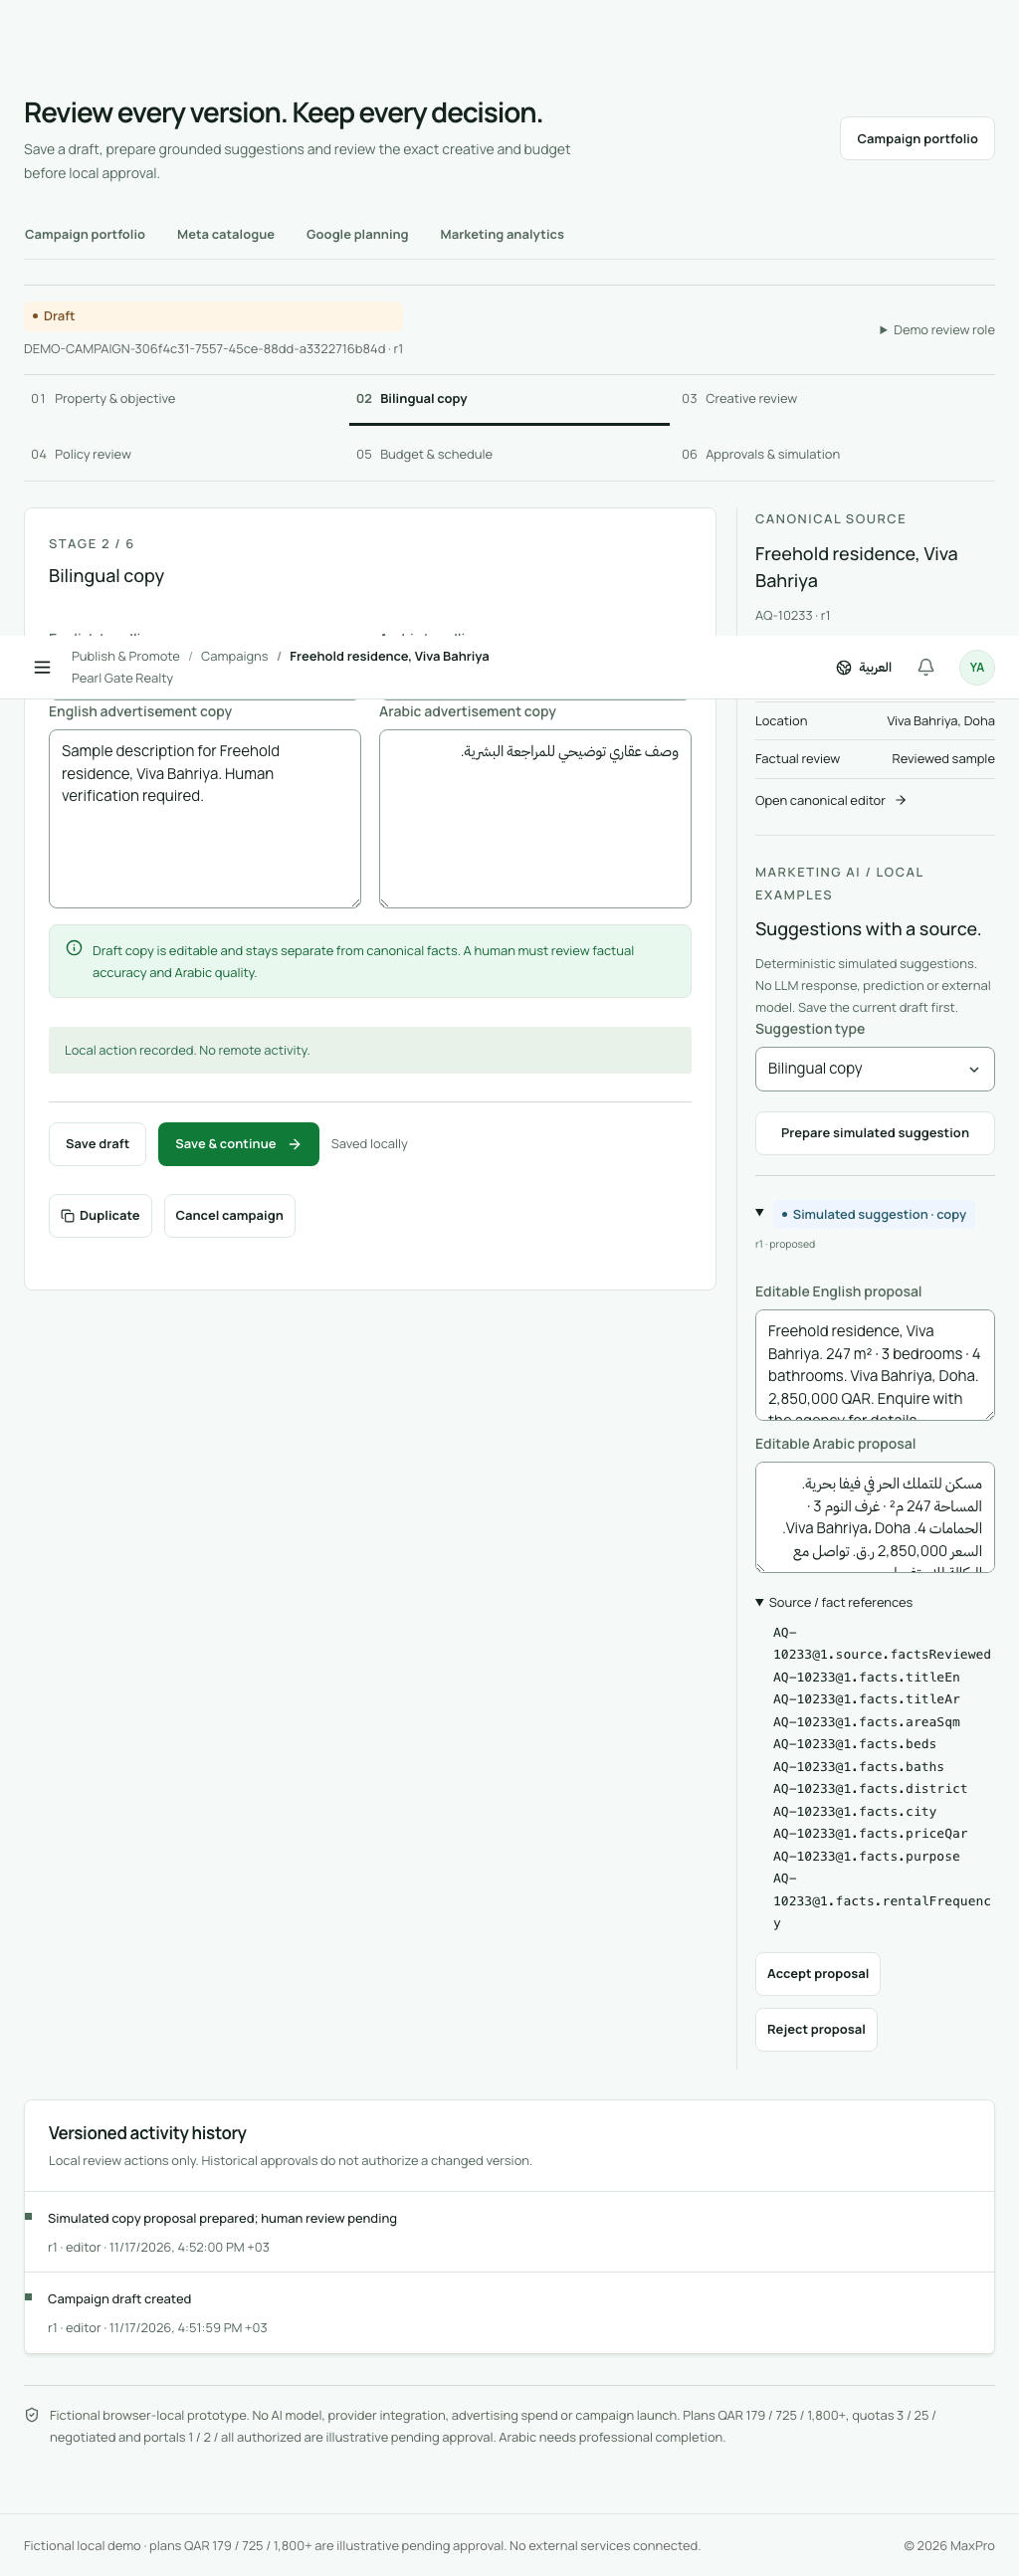 Review every version. Keep every decision.
Save a draft, prepare grounded suggestions and review the exact creative and budget
before local approval.
Campaign portfolio
Campaign portfolio
Meta catalogue
Google planning
Marketing analytics
Draft
DEMO-CAMPAIGN-306f4c31-7557-45ce-88dd-a3322716b84d · r1
Demo review role
01 Property & objective
02 Bilingual copy
03 Creative review
04 Policy review
05 Budget & schedule
06 Approvals & simulation
STAGE 2 / 6
Bilingual copy
Publish & Promote / Campaigns / Freehold residence, Viva Bahriya
Pearl Gate Realty
العربية
YA
English advertisement copy
Sample description for Freehold
residence, Viva Bahriya. Human
verification required.
Arabic advertisement copy
وصف عقاري توضيحي للمراجعة البشرية.
Draft copy is editable and stays separate from canonical facts. A human must review factual
accuracy and Arabic quality.
Local action recorded. No remote activity.
Save draft
Save & continue
Saved locally
Duplicate
Cancel campaign
CANONICAL SOURCE
Freehold residence, Viva
Bahriya
AQ-10233 · r1
Location Viva Bahriya, Doha
Factual review Reviewed sample
Open canonical editor
MARKETING AI / LOCAL
EXAMPLES
Suggestions with a source.
Deterministic simulated suggestions.
No LLM response, prediction or external
model. Save the current draft first.
Suggestion type
Bilingual copy
Prepare simulated suggestion
Simulated suggestion · copy
r1 · proposed
Editable English proposal
Freehold residence, Viva
Bahriya. 247 m² · 3 bedrooms · 4
bathrooms. Viva Bahriya, Doha.
2,850,000 QAR. Enquire with
the agency for details.
Editable Arabic proposal
مسكن للتملك الحر في فيفا بحرية.
المساحة 247 م² · غرف النوم 3 ·
الحمامات 4. Viva Bahriya، Doha.
السعر 2,850,000 ر.ق. تواصل مع
Source / fact references
AQ-
10233@1.source.factsReviewed
AQ-10233@1.facts.titleEn
AQ-10233@1.facts.titleAr
AQ-10233@1.facts.areaSqm
AQ-10233@1.facts.beds
AQ-10233@1.facts.baths
AQ-10233@1.facts.district
AQ-10233@1.facts.city
AQ-10233@1.facts.priceQar
AQ-10233@1.facts.purpose
AQ-
10233@1.facts.rentalFrequenc
y
Accept proposal
Reject proposal
Versioned activity history
Local review actions only. Historical approvals do not authorize a changed version.
Simulated copy proposal prepared; human review pending
r1 · editor · 11/17/2026, 4:52:00 PM +03
Campaign draft created
r1 · editor · 11/17/2026, 4:51:59 PM +03
Fictional browser-local prototype. No AI model, provider integration, advertising spend or campaign launch. Plans QAR 179 / 725 / 1,800+, quotas 3 / 25 /
negotiated and portals 1 / 2 / all authorized are illustrative pending approval. Arabic needs professional completion.
Fictional local demo · plans QAR 179 / 725 / 1,800+ are illustrative pending approval. No external services connected.
© 2026 MaxPro